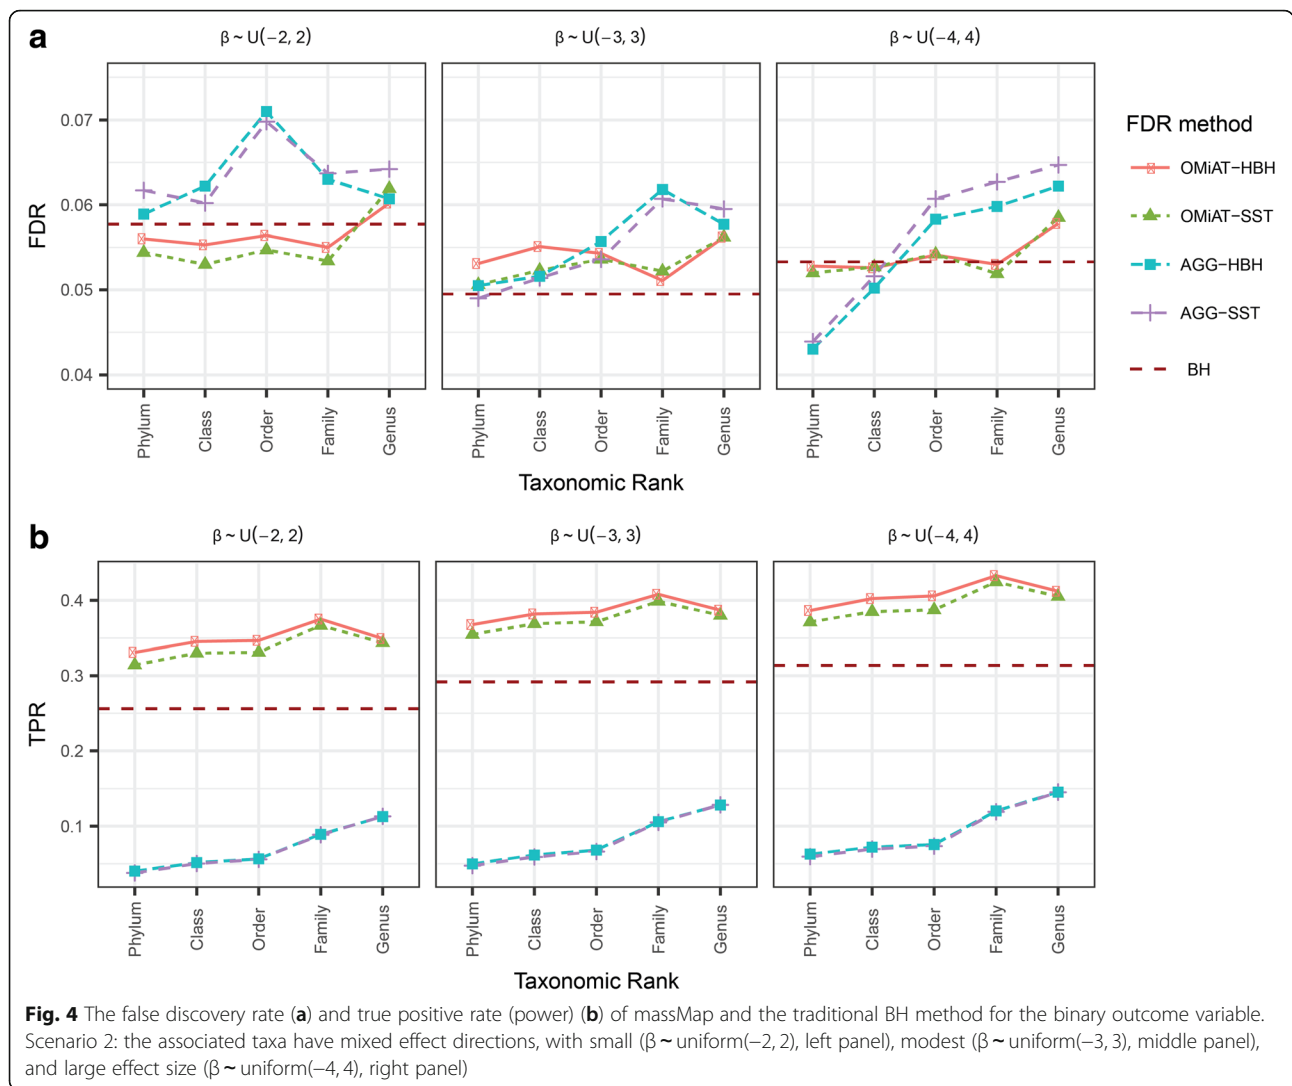 a
β ~ U(−2, 2)
β ~ U(−3, 3)
β ~ U(−4, 4)
FDR
0.07
0.06
0.05
0.04
Phylum
Class
Order
Family
Genus
Phylum
Class
Order
Family
Genus
Phylum
Class
Order
Family
Genus
Taxonomic Rank
FDR method
OMiAT−HBH
OMiAT−SST
AGG−HBH
AGG−SST
BH
b
β ~ U(−2, 2)
β ~ U(−3, 3)
β ~ U(−4, 4)
TPR
0.4
0.3
0.2
0.1
Phylum
Class
Order
Family
Genus
Phylum
Class
Order
Family
Genus
Phylum
Class
Order
Family
Genus
Taxonomic Rank
Fig. 4 The false discovery rate (a) and true positive rate (power) (b) of massMap and the traditional BH method for the binary outcome variable.
Scenario 2: the associated taxa have mixed effect directions, with small (β ~ uniform(−2, 2), left panel), modest (β ~ uniform(−3, 3), middle panel),
and large effect size (β ~ uniform(−4, 4), right panel)